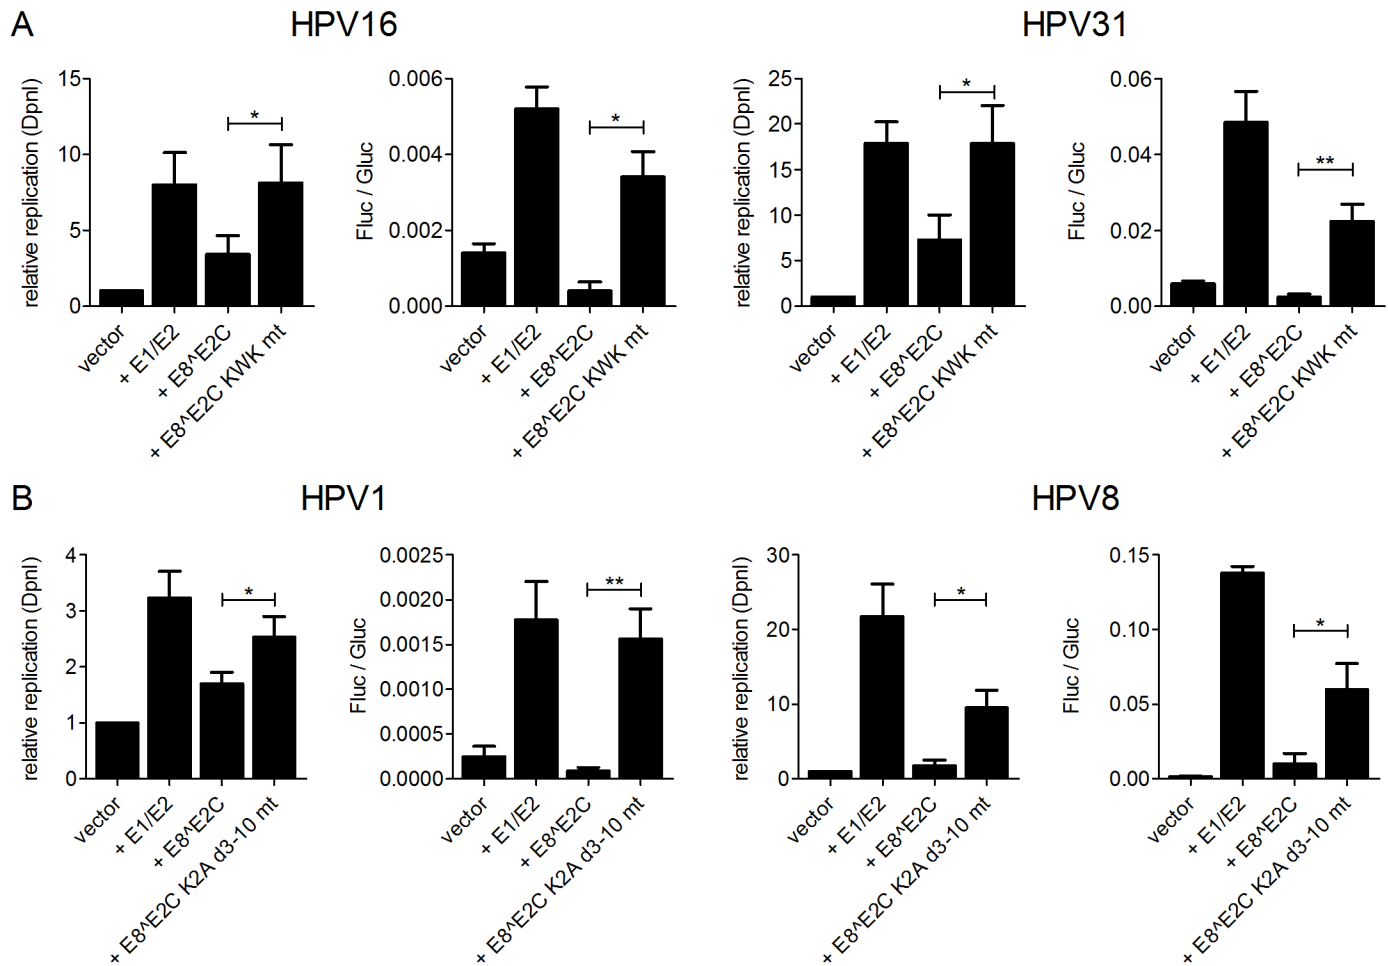 A
HPV16
HPV31
relative replication (DpnI)
15
10
5
0
*
vector
+ E1/E2
+ E8^E2C
+ E8^E2C KWK mt
Fluc / Gluc
0.006
0.004
0.002
0.000
*
vector
+ E1/E2
+ E8^E2C
+ E8^E2C KWK mt
relative replication (DpnI)
25
20
15
10
5
0
*
vector
+ E1/E2
+ E8^E2C
+ E8^E2C KWK mt
Fluc / Gluc
0.06
0.04
0.02
0.00
**
vector
+ E1/E2
+ E8^E2C
+ E8^E2C KWK mt
B
HPV1
HPV8
relative replication (DpnI)
4
3
2
1
0
*
vector
+ E1/E2
+ E8^E2C
+ E8^E2C K2A d3-10 mt
Fluc / Gluc
0.0025
0.0020
0.0015
0.0010
0.0005
0.0000
**
vector
+ E1/E2
+ E8^E2C
+ E8^E2C K2A d3-10 mt
relative replication (DpnI)
30
20
10
0
*
vector
+ E1/E2
+ E8^E2C
+ E8^E2C K2A d3-10 mt
Fluc / Gluc
0.15
0.10
0.05
0.00
*
vector
+ E1/E2
+ E8^E2C
+ E8^E2C K2A d3-10 mt